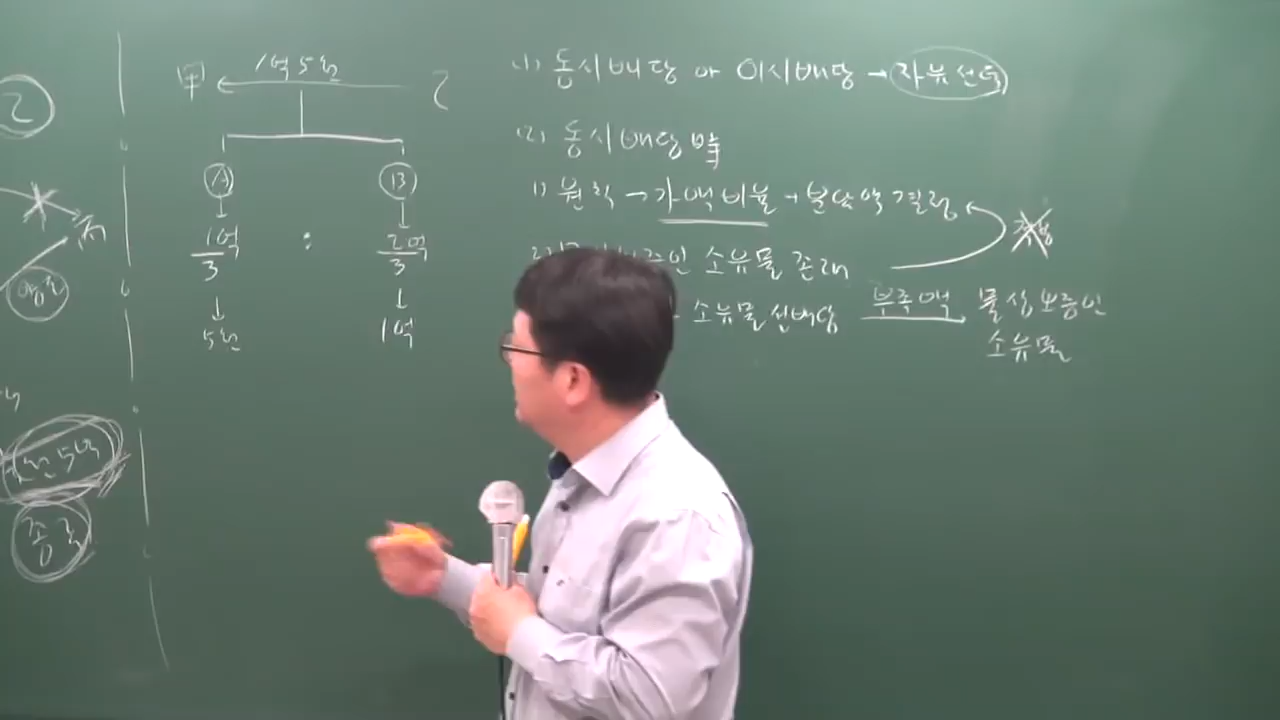 乙
종로
甲 1억5천 乙
A B
1억 : 2억
3 3
5천 1억
(1) 동시배당 or 이시배당 → 자유선택
(2) 동시배당 時
1) 원칙 → 가액비율 → 분담액 결정
2) 소유물 존재
소유물 선배당 부족액 물상보증인
소유물